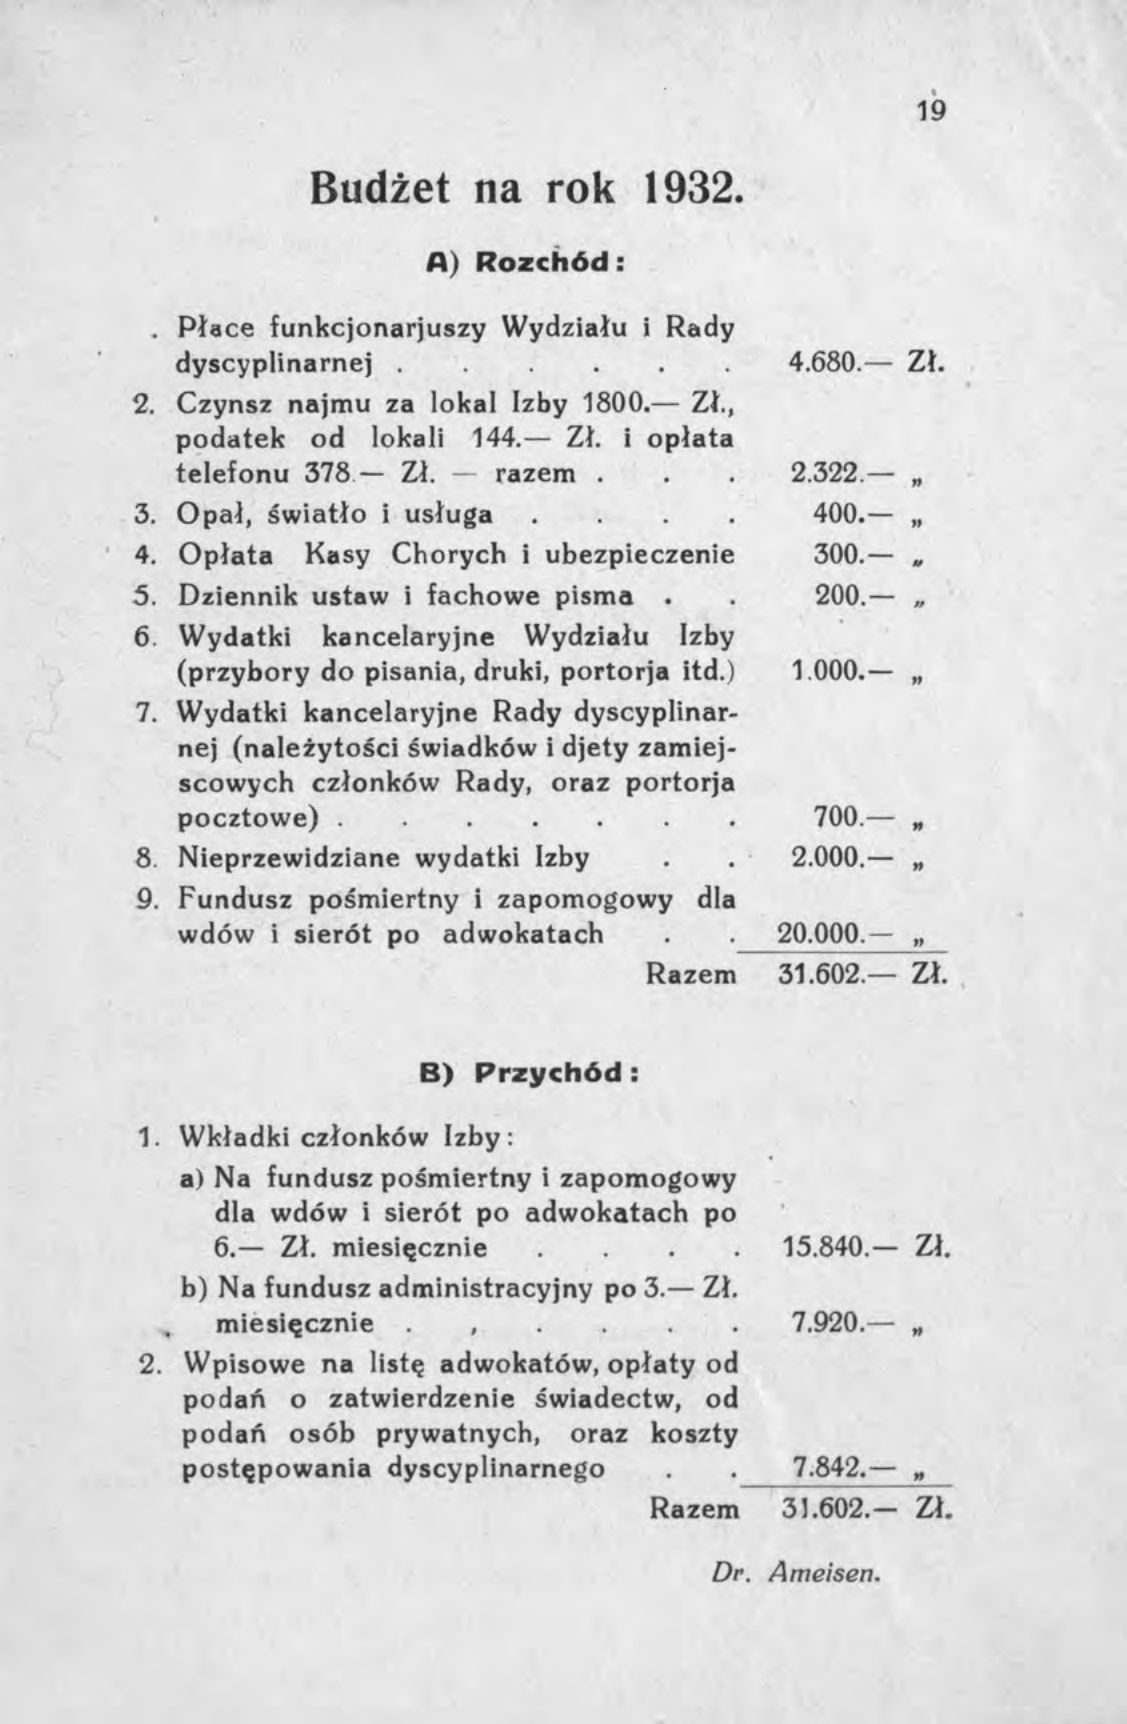 19
Budżet na rok 1932.
A) Rozchód:
. Płace funkcjonarjuszy Wydziału i Rady
dyscyplinarnej . . . . . . 4.680.— Zł.
2. Czynsz najmu za lokal Izby 1800.— Zł.,
podatek od lokali 144.— Zł. i opłata
telefonu 378.— Zł. — razem . . . 2.322.— „
3. Opał, światło i usługa . . . . 400.— „
4. Opłata Kasy Chorych i ubezpieczenie 300.— „
5. Dziennik ustaw i fachowe pisma . . 200.— „
6. Wydatki kancelaryjne Wydziału Izby
(przybory do pisania, druki, portorja itd.) 1.000.— „
7. Wydatki kancelaryjne Rady dyscyplinar-
nej (należytości świadków i djety zamiej-
scowych członków Rady, oraz portorja
pocztowe) . . . . . . . 700.— „
8. Nieprzewidziane wydatki Izby . . 2.000.— „
9. Fundusz pośmiertny i zapomogowy dla
wdów i sierót po adwokatach . . 20.000.— „
Razem 31.602.— Zł.
B) Przychód:
1. Wkładki członków Izby:
a) Na fundusz pośmiertny i zapomogowy
dla wdów i sierót po adwokatach po
6.— Zł. miesięcznie . . . . 15.840.— Zł.
b) Na fundusz administracyjny po 3.— Zł.
miesięcznie . , . . . . 7.920.— „
2. Wpisowe na listę adwokatów, opłaty od
podań o zatwierdzenie świadectw, od
podań osób prywatnych, oraz koszty
postępowania dyscyplinarnego . . 7.842.— „
Razem 31.602.— Zł.
Dr. Ameisen.